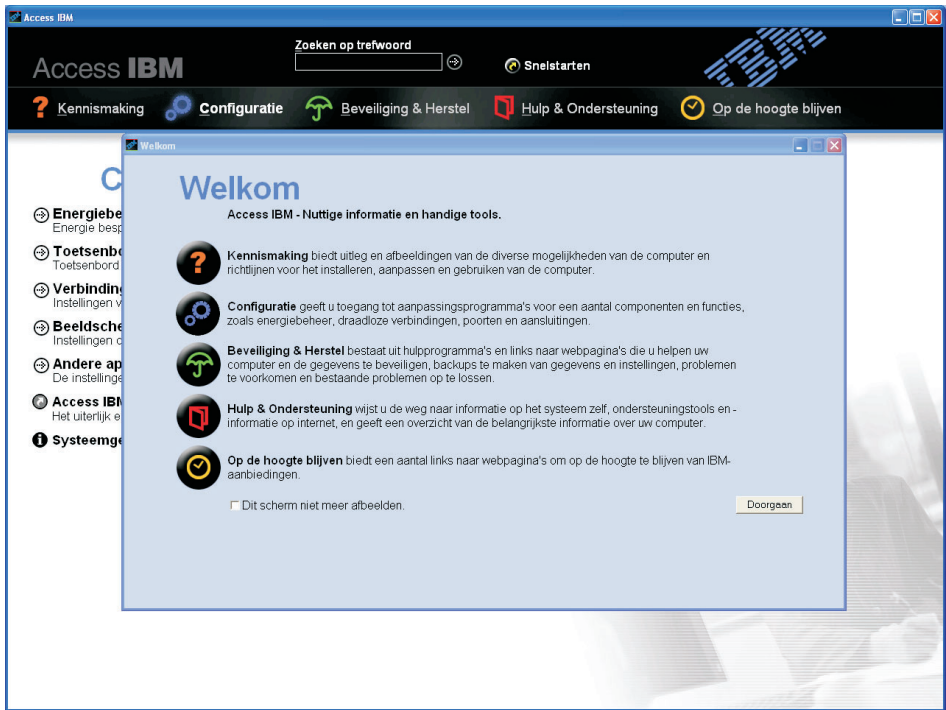 Access IBM
Zoeken op trefwoord
Access IBM
Snelstarten
IBM
Kennismaking
Configuratie
Beveiliging & Herstel
Hulp & Ondersteuning
Op de hoogte blijven
Welkom
C
Energiebe
Energie besp
Toetsenbo
Toetsenbord
Verbinding
Instellingen v
Beeldsche
Instellingen
Andere ap
De instellinge
Access IBM
Het uiterlijk e
Systeemge
Welkom
Access IBM - Nuttige informatie en handige tools.
Kennismaking biedt uitleg en afbeeldingen van de diverse mogelijkheden van de computer en
richtlijnen voor het installeren, aanpassen en gebruiken van de computer.
Configuratie geeft u toegang tot aanpassingsprogramma's voor een aantal componenten en functies,
zoals energiebeheer, draadloze verbindingen, poorten en aansluitingen.
Beveiliging & Herstel bestaat uit hulpprogramma's en links naar webpagina's die u helpen uw
computer en de gegevens te beveiligen, backups te maken van gegevens en instellingen, problemen
te voorkomen en bestaande problemen op te lossen.
Hulp & Ondersteuning wijst u de weg naar informatie op het systeem zelf, ondersteuningstools en -
informatie op internet, en geeft een overzicht van de belangrijkste informatie over uw computer.
Op de hoogte blijven biedt een aantal links naar webpagina's om op de hoogte te blijven van IBM-
aanbiedingen.
Dit scherm niet meer afbeelden.
Doorgaan